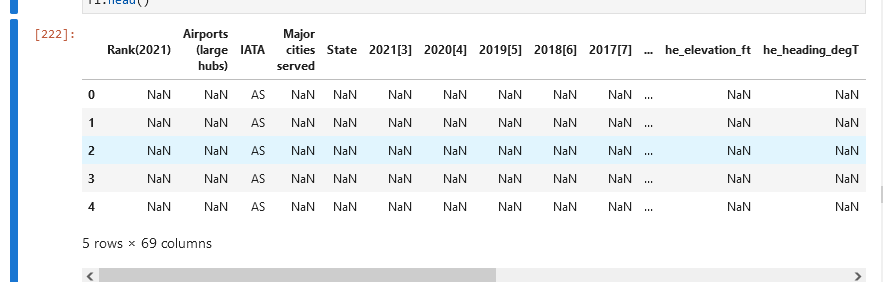 f1.head()
[222]:
Rank(2021) Airports (large hubs) IATA Major cities served State 2021[3] 2020[4] 2019[5] 2018[6] 2017[7] ... he_elevation_ft he_heading_degT
0 NaN NaN AS NaN NaN NaN NaN NaN NaN NaN ... NaN NaN
1 NaN NaN AS NaN NaN NaN NaN NaN NaN NaN ... NaN NaN
2 NaN NaN AS NaN NaN NaN NaN NaN NaN NaN ... NaN NaN
3 NaN NaN AS NaN NaN NaN NaN NaN NaN NaN ... NaN NaN
4 NaN NaN AS NaN NaN NaN NaN NaN NaN NaN ... NaN NaN
5 rows × 69 columns